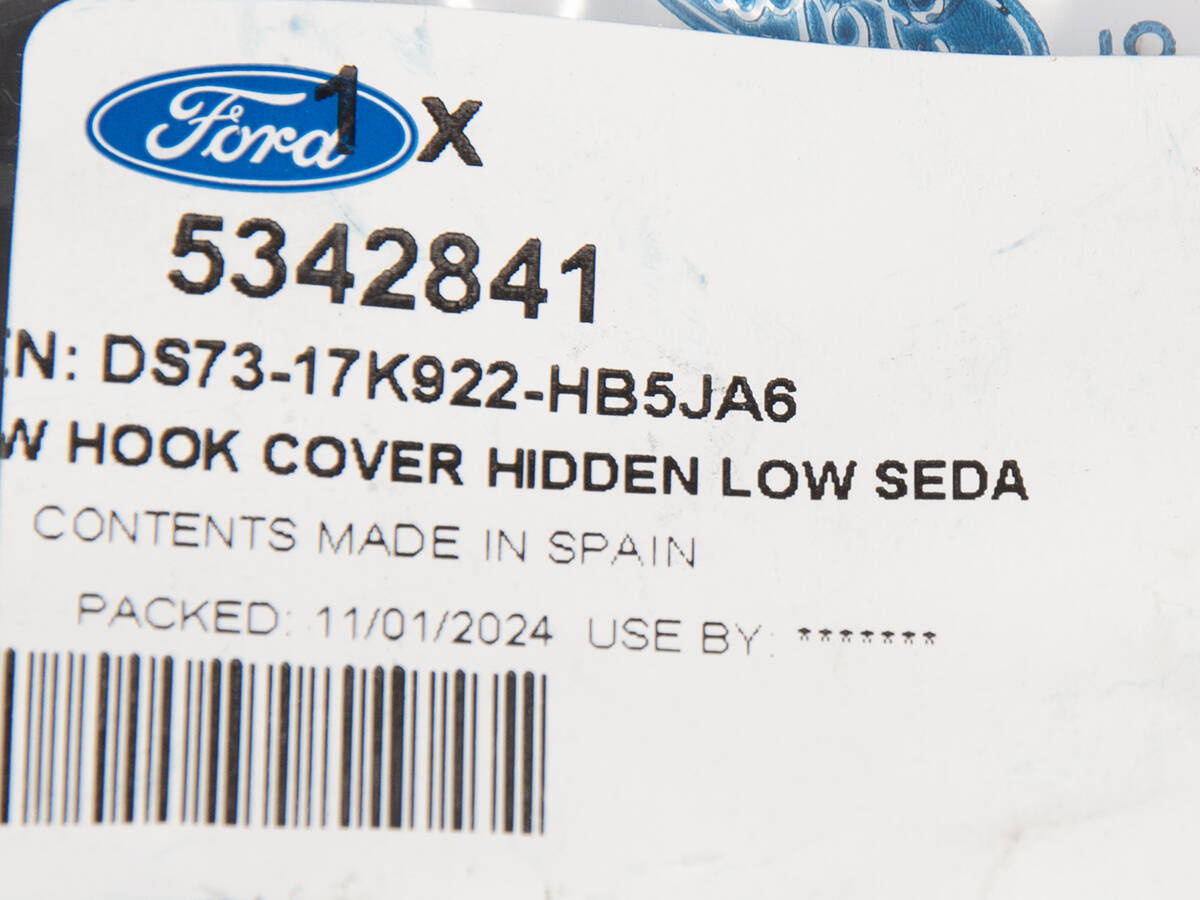 Ford 1 x
5342841
EN: DS73-17K922-HB5JA6
W HOOK COVER HIDDEN LOW SEDA
CONTENTS MADE IN SPAIN
PACKED: 11/01/2024 USE BY: *******